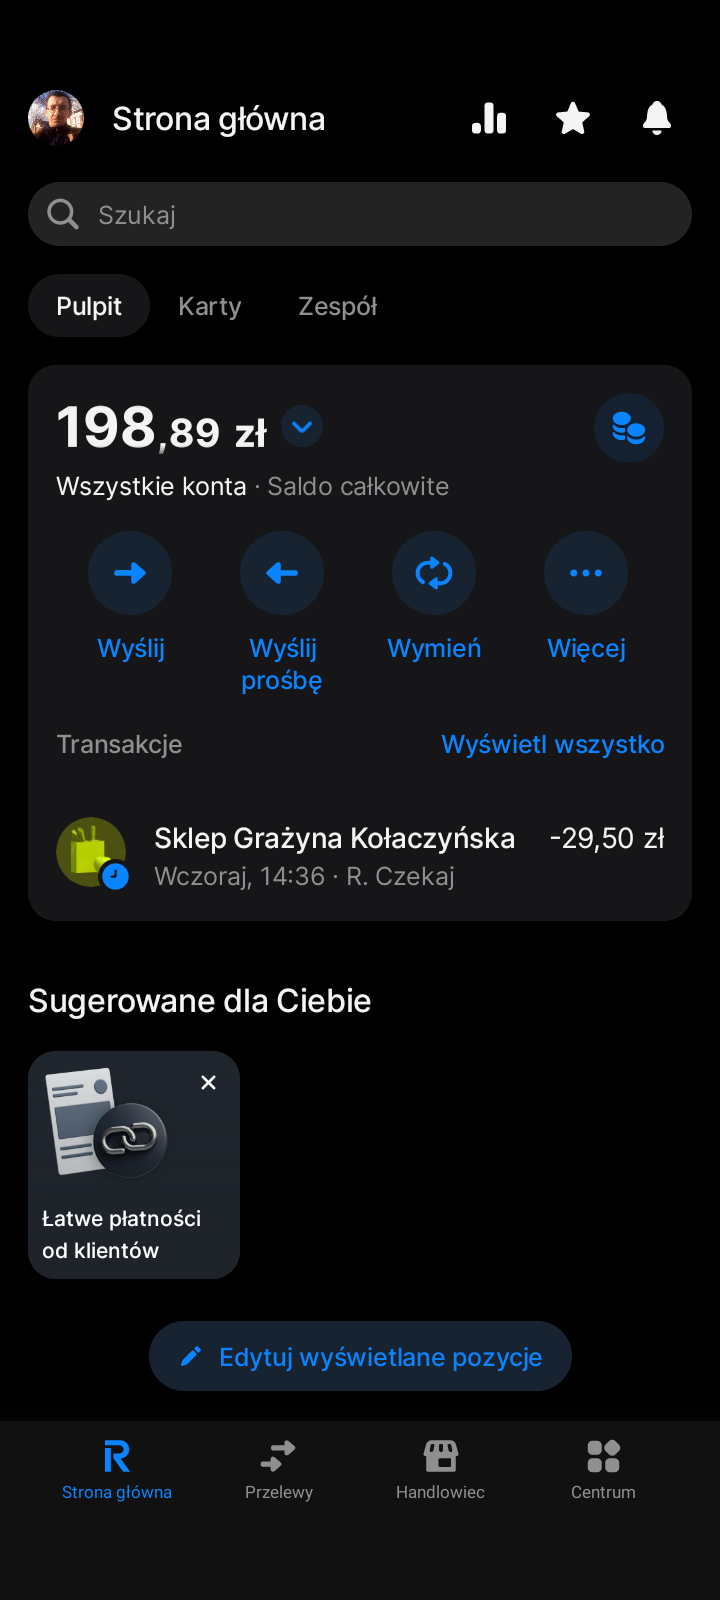 Strona główna
Szukaj
Pulpit Karty Zespół
198,89 zł
Wszystkie konta · Saldo całkowite
Wyślij
Wyślij prośbę
Wymień
Więcej
Transakcje Wyświetl wszystko
Sklep Grażyna Kołaczyńska -29,50 zł
Wczoraj, 14:36 · R. Czekaj
Sugerowane dla Ciebie
Łatwe płatności
od klientów
Edytuj wyświetlane pozycje
Strona główna Przelewy Handlowiec Centrum